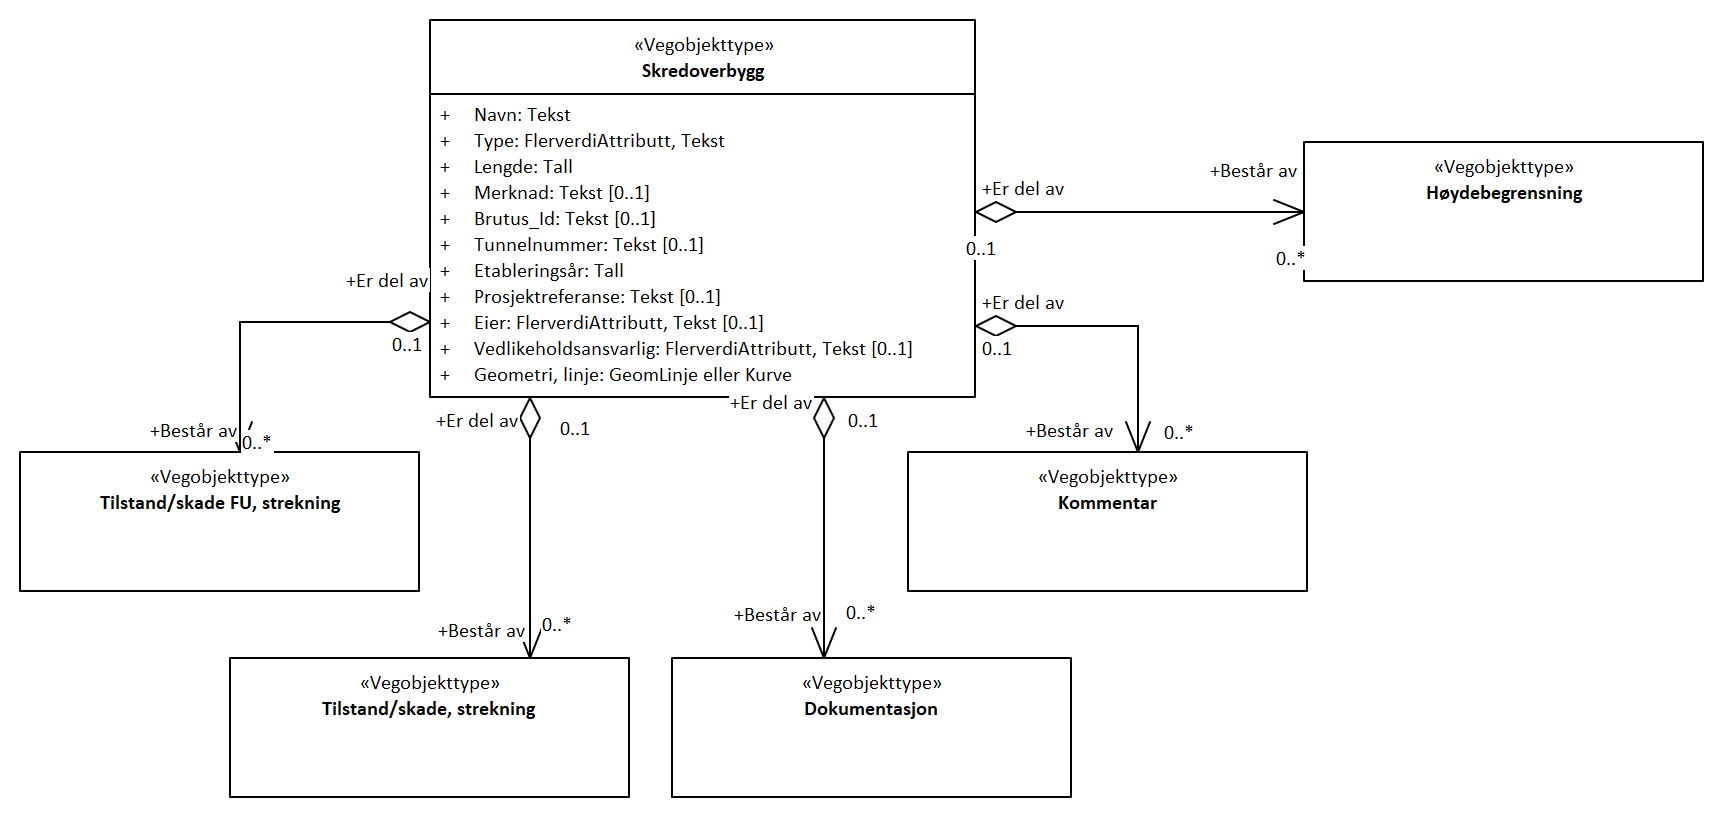 «Vegobjekttype»
Skredoverbygg
+ Navn: Tekst
+ Type: FlerverdiAttributt, Tekst
+ Lengde: Tall
+ Merknad: Tekst [0..1]
+ Brutus_Id: Tekst [0..1]
+ Tunnelnummer: Tekst [0..1]
+ Etableringsår: Tall
+ Prosjektreferanse: Tekst [0..1]
+ Eier: FlerverdiAttributt, Tekst [0..1]
+ Vedlikeholdsansvarlig: FlerverdiAttributt, Tekst [0..1]
+ Geometri, linje: GeomLinje eller Kurve
+Er del av
0..1
+Består av
0..*
«Vegobjekttype»
Høydebegrensning
+Er del av
0..1
+Består av
0..*
«Vegobjekttype»
Kommentar
+Er del av
0..1
+Består av
0..*
«Vegobjekttype»
Tilstand/skade FU, strekning
+Er del av
0..1
+Består av
0..*
«Vegobjekttype»
Tilstand/skade, strekning
+Er del av
0..1
+Består av
0..*
«Vegobjekttype»
Dokumentasjon